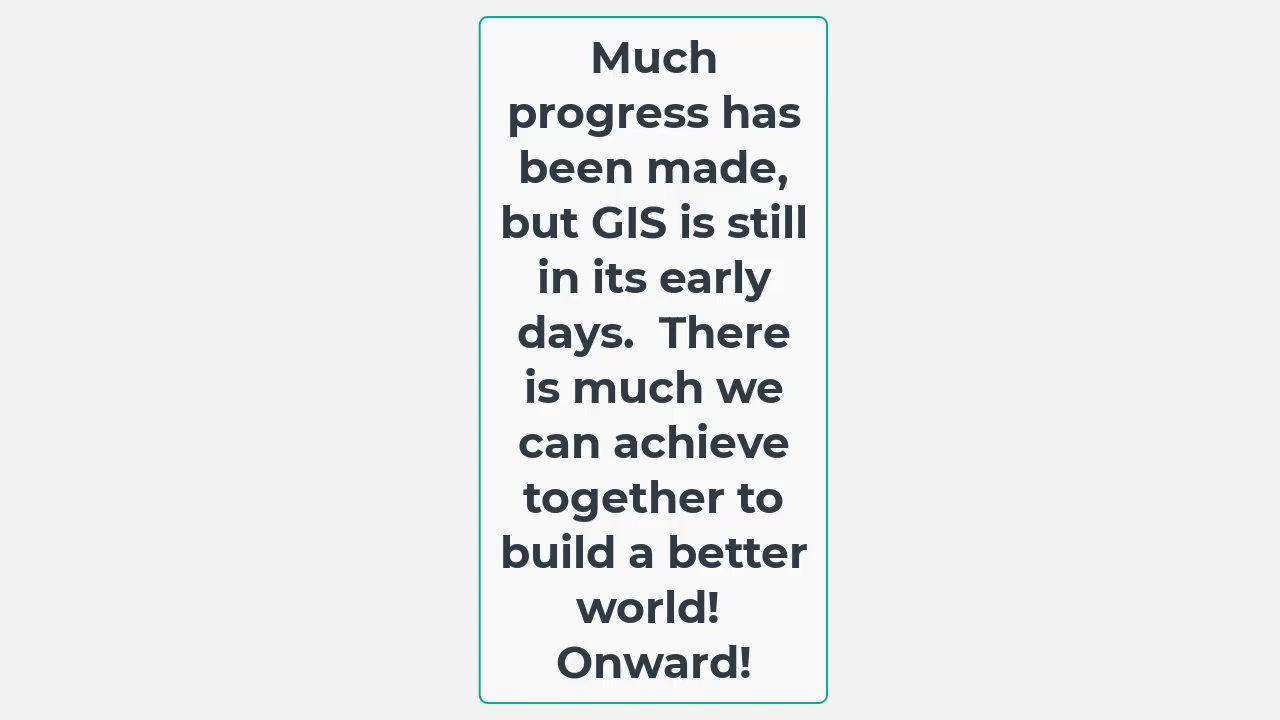 Much
progress has
been made,
but GIS is still
in its early
days.  There
is much we
can achieve
together to
build a better
world!
Onward!